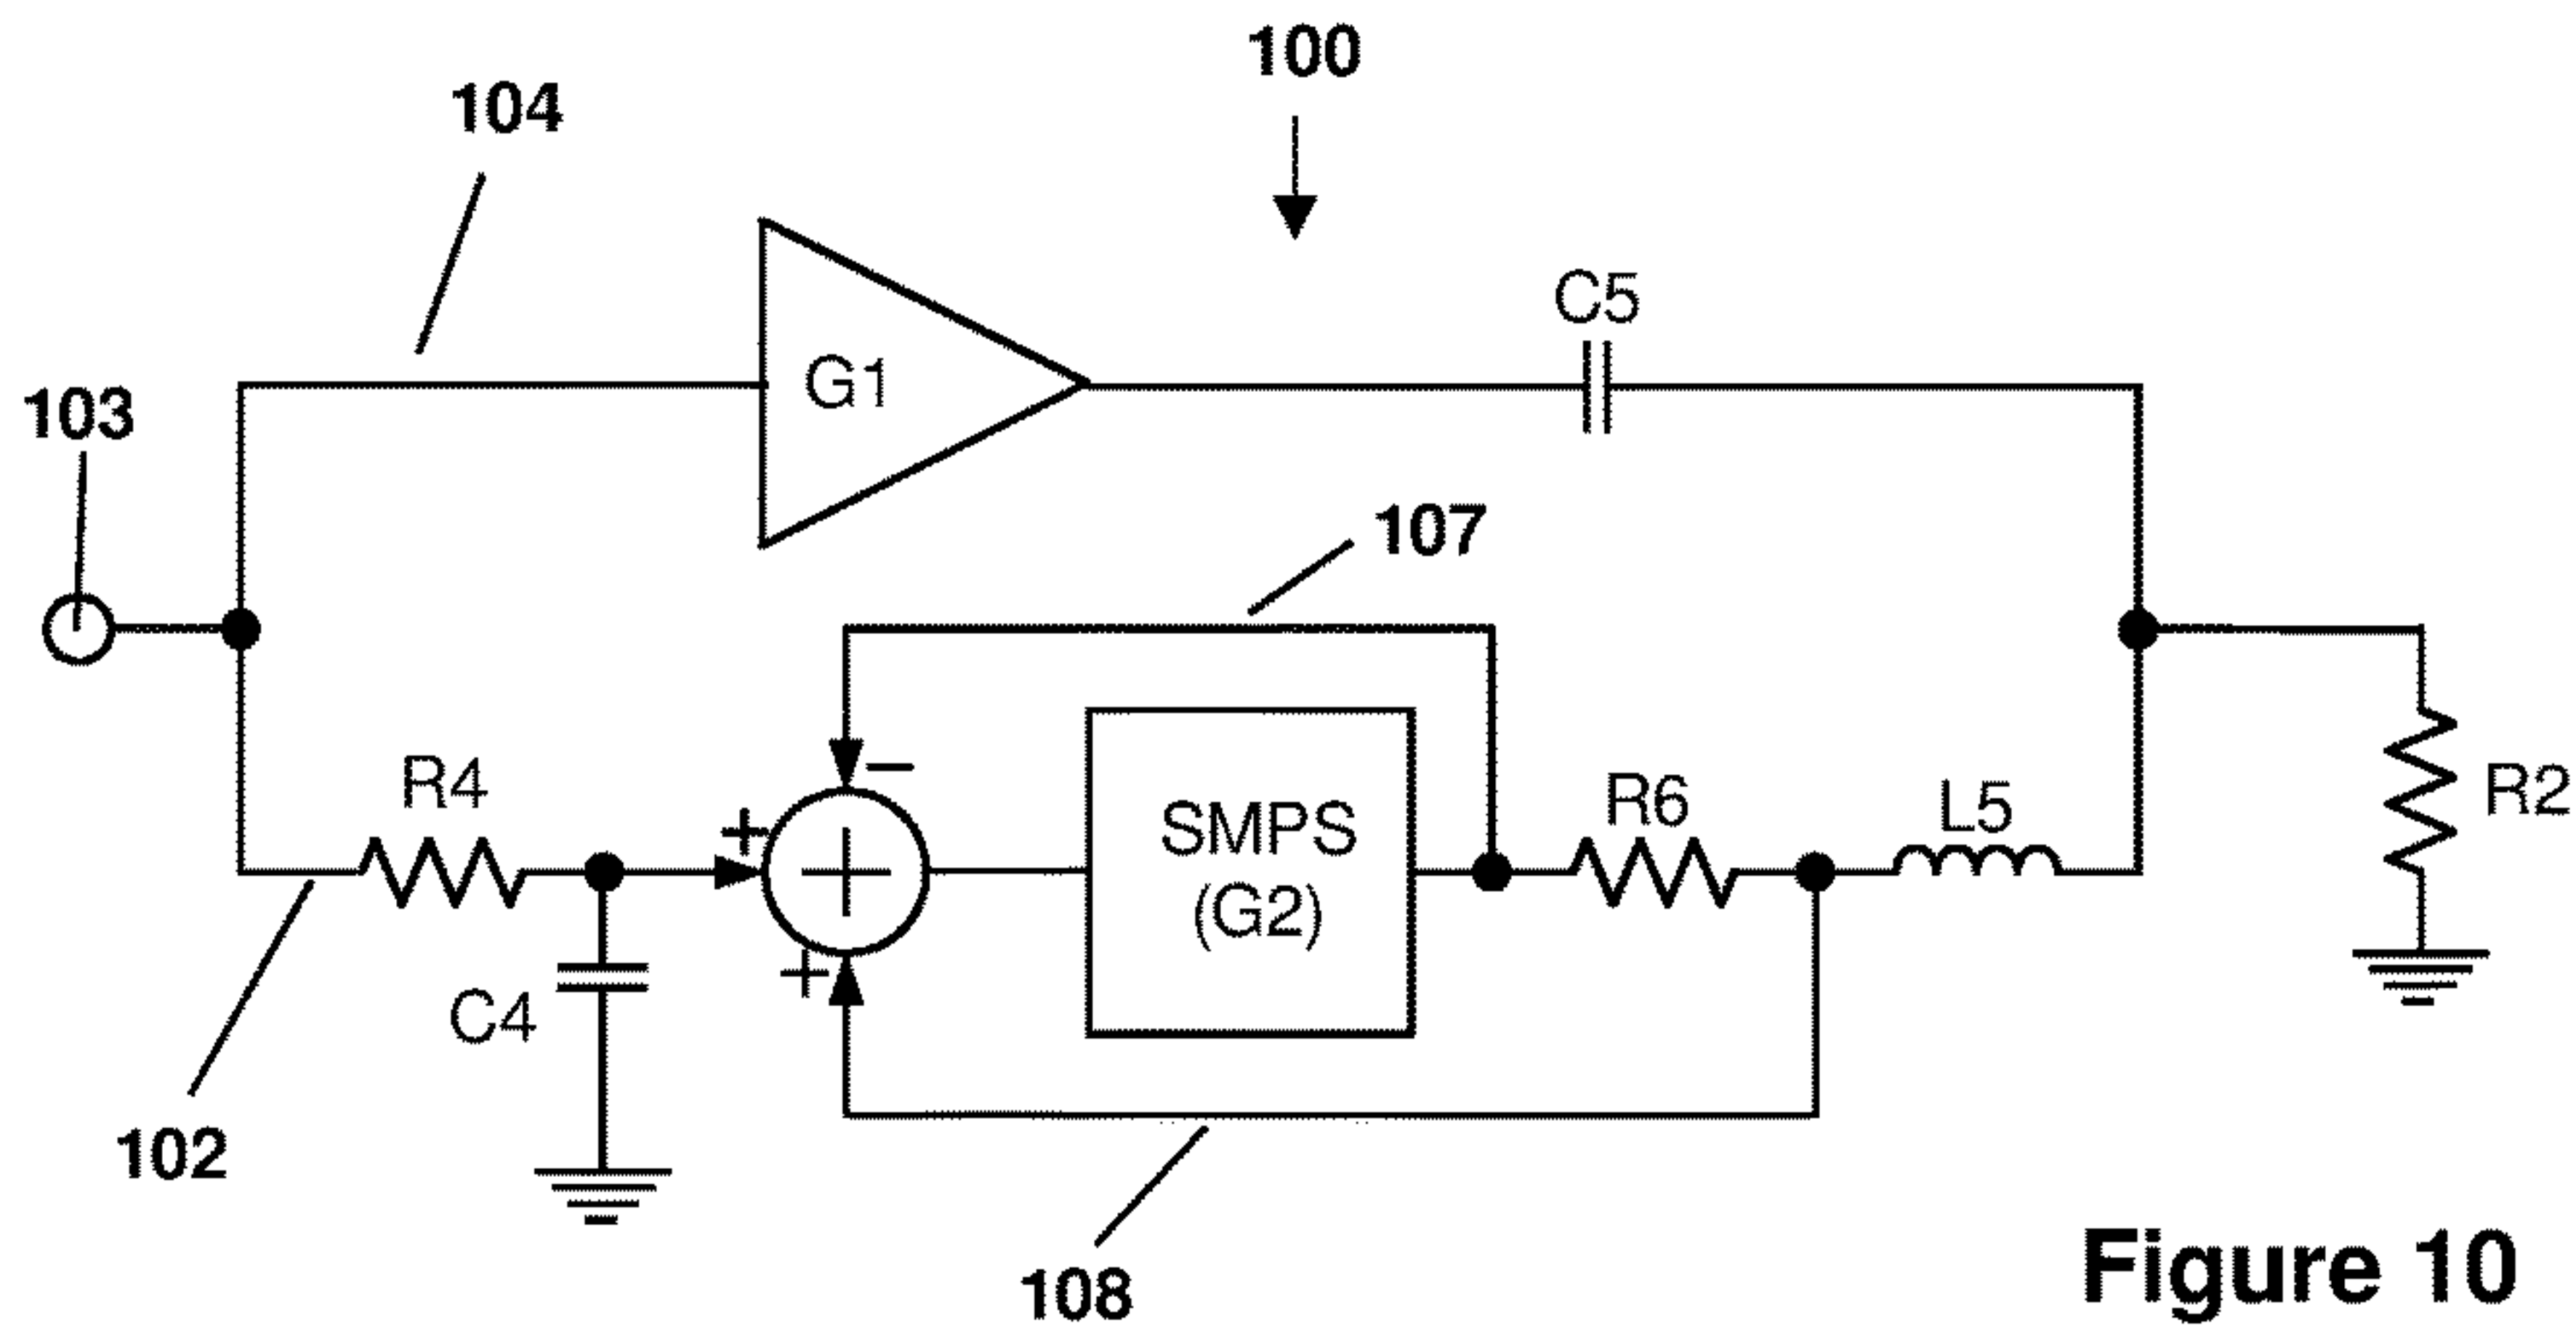 100
104
C5
G1
103
107
R4
−
+
SMPS
(G2)
R6
L5
R2
+
+
C4
102
108
Figure 10